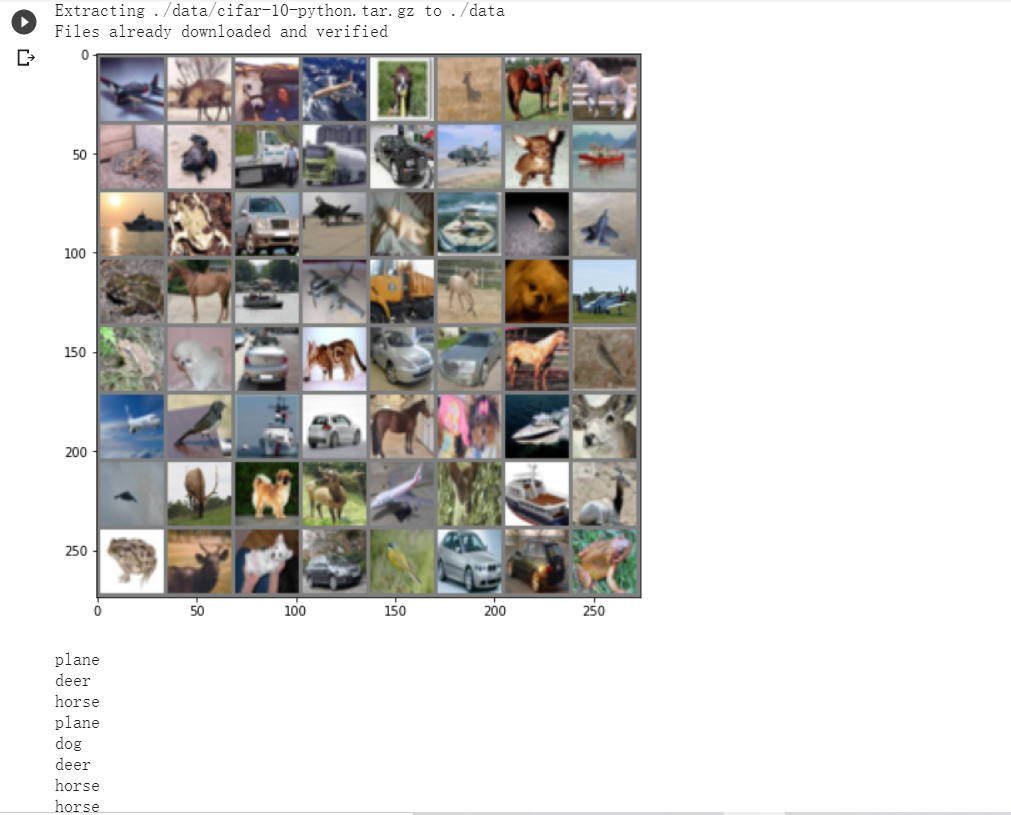 Extracting ./data/cifar-10-python.tar.gz to ./data
Files already downloaded and verified
0
50
100
150
200
250
0 50 100 150 200 250
plane
deer
horse
plane
dog
deer
horse
horse